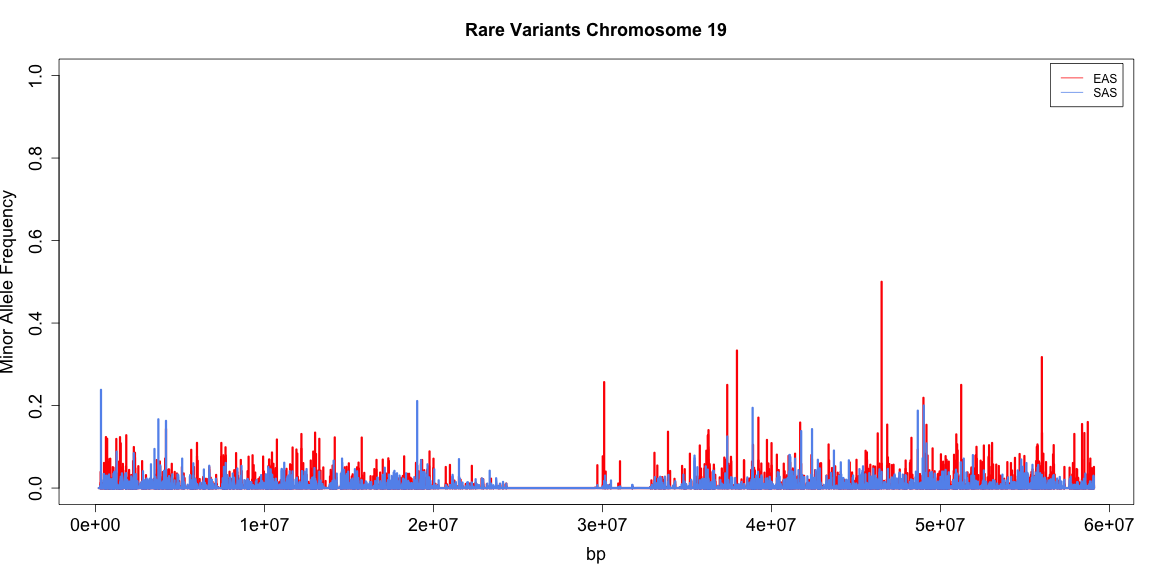 Rare Variants Chromosome 19
EAS
SAS
Minor Allele Frequency
1.0
0.8
0.6
0.4
0.2
0.0
0e+00 1e+07 2e+07 3e+07 4e+07 5e+07 6e+07
bp